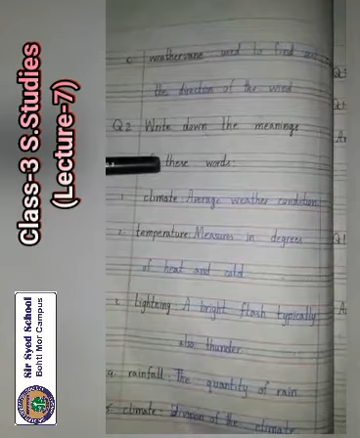 Class-3 S.Studies
(Lecture-7)
Sir Syed School
Bohti Mor Campus
c. weathervane used to find out
the direction of the wind
Q2 Write down the meanings
these words.
1. climate: Average weather condition
2. temperature: Measures in degrees
of heat and cold
3. lightning: A bright flash typically
also thunder
rainfall: The quantity of rain
climate: Division of the climate